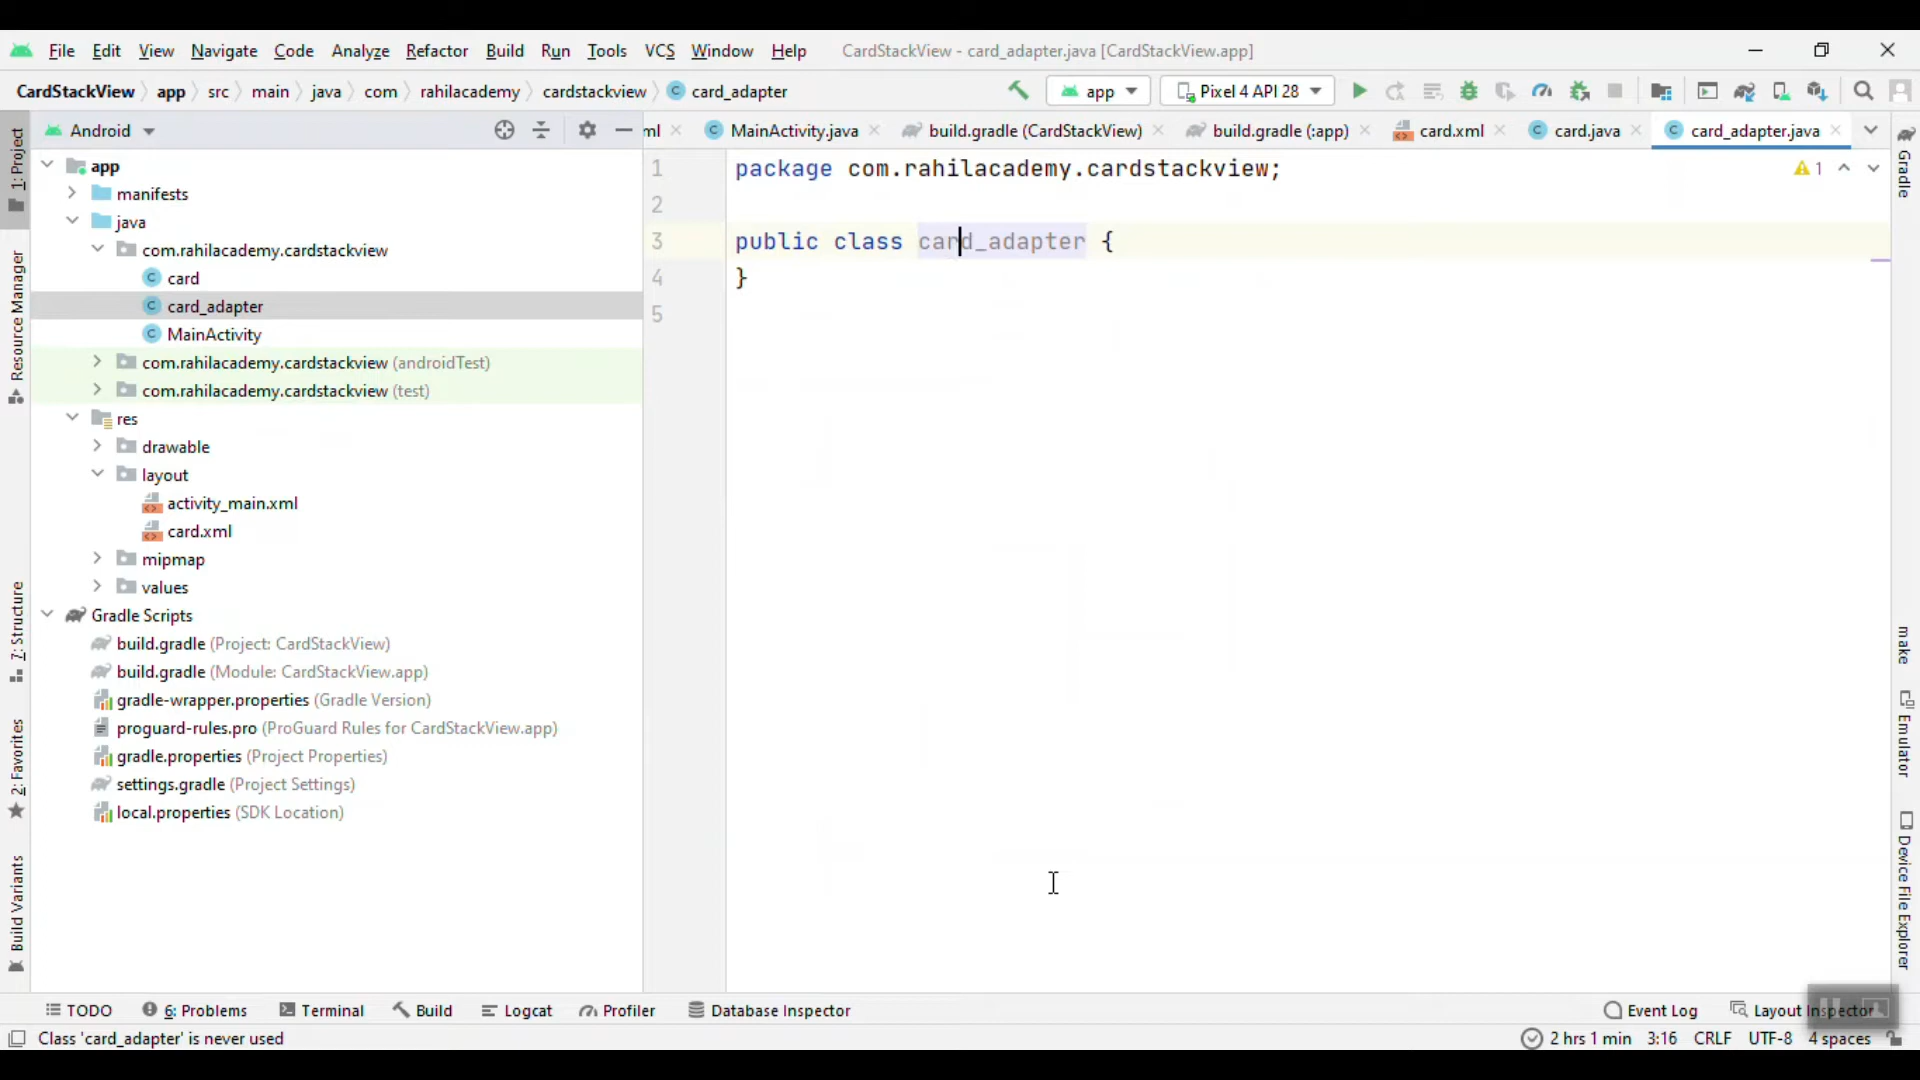 File Edit View Navigate Code Analyze Refactor Build Run Tools VCS Window Help CardStackView - card_adapter.java [CardStackView.app]
CardStackView app src main java com rahilacademy cardstackview card_adapter app Pixel 4 API 28
Android
ml MainActivity.java build.gradle (CardStackView) build.gradle (:app) card.xml card.java card_adapter.java
1: Project
Resource Manager
7: Structure
2: Favorites
Build Variants
app
manifests
java
com.rahilacademy.cardstackview
card
card_adapter
MainActivity
com.rahilacademy.cardstackview (androidTest)
com.rahilacademy.cardstackview (test)
res
drawable
layout
activity_main.xml
card.xml
mipmap
values
Gradle Scripts
build.gradle (Project: CardStackView)
build.gradle (Module: CardStackView.app)
gradle-wrapper.properties (Gradle Version)
proguard-rules.pro (ProGuard Rules for CardStackView.app)
gradle.properties (Project Properties)
settings.gradle (Project Settings)
local.properties (SDK Location)
1 package com.rahilacademy.cardstackview; 1
2
3 public class card_adapter {
4 }
5
Gradle
make
Emulator
Device File Explorer
TODO 6: Problems Terminal Build Logcat Profiler Database Inspector Event Log Layout Inspector
Class 'card_adapter' is never used 2 hrs 1 min 3:16 CRLF UTF-8 4 spaces